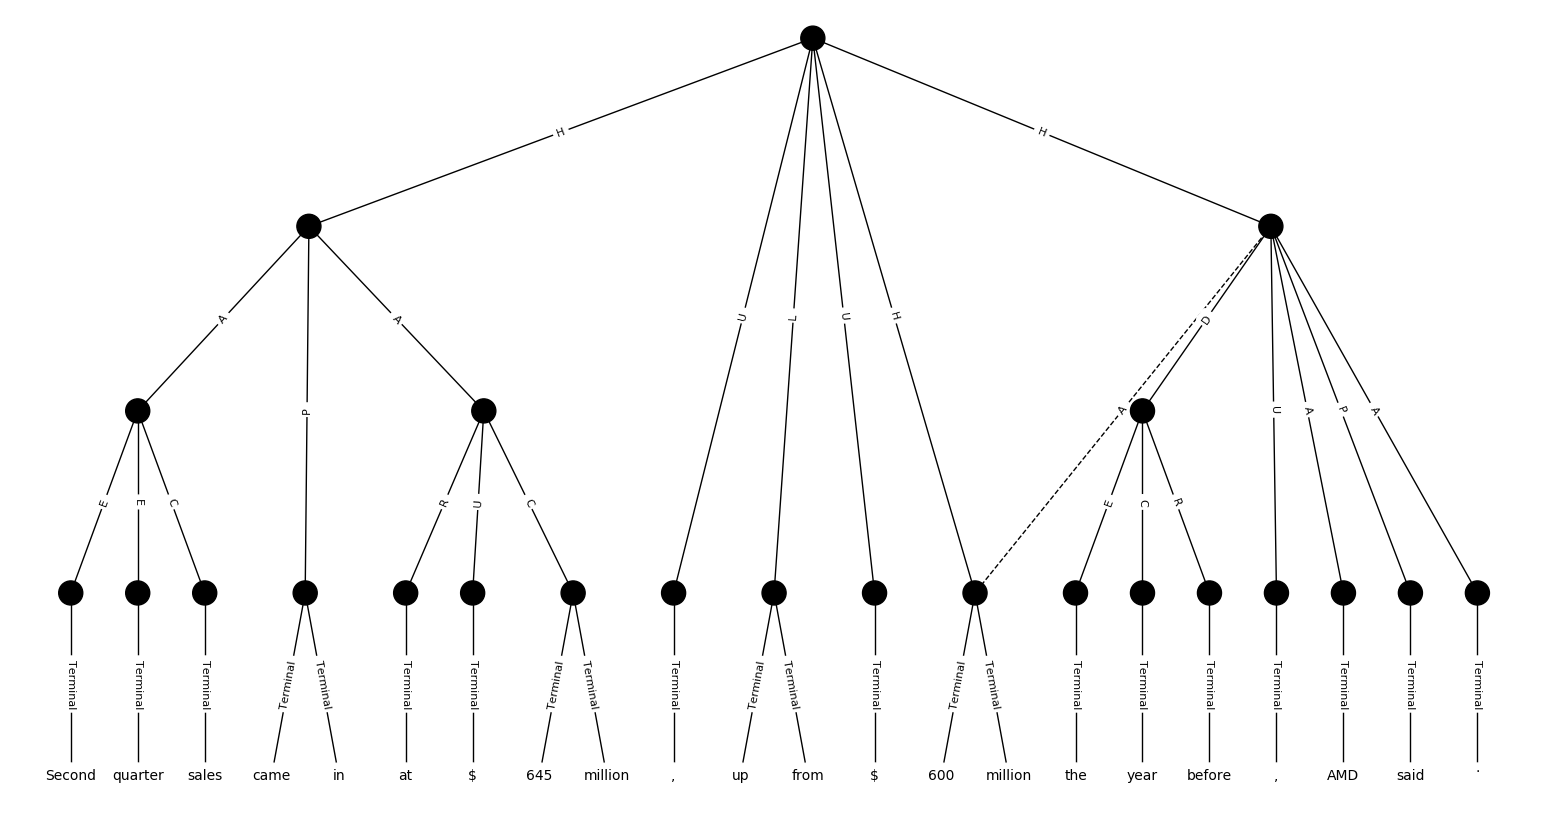 H H
A P A U L U H D A U A P A
E E C R U C E C R
Terminal Terminal Terminal Terminal Terminal Terminal Terminal Terminal Terminal Terminal Terminal Terminal Terminal Terminal Terminal Terminal Terminal Terminal Terminal Terminal Terminal Terminal
Second quarter sales came in at $ 645 million , up from $ 600 million the year before , AMD said .